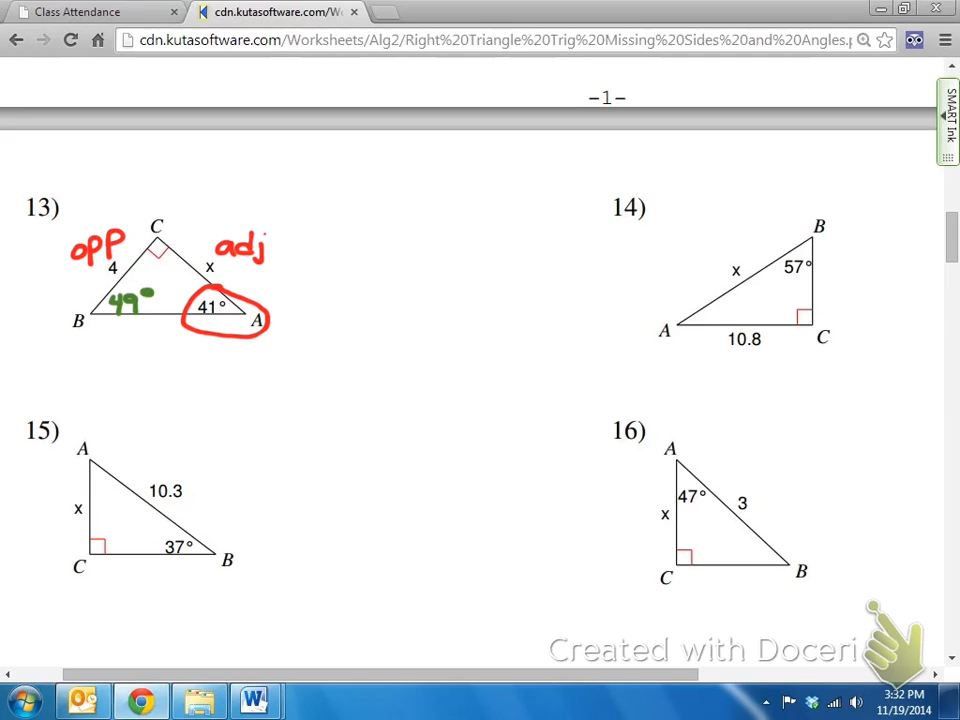 Class Attendance
cdn.kutasoftware.com/Wo
cdn.kutasoftware.com/Worksheets/Alg2/Right%20Triangle%20Trig%20Missing%20Sides%20and%20Angles.p
SMART Ink
-1-
13)
C
opp
adj
4
x
49°
41°
B
A
14)
B
x
57°
A
10.8
C
15)
A
10.3
x
37°
C
B
16)
A
47°
3
x
C
B
Created with Doceri
3:32 PM
11/19/2014